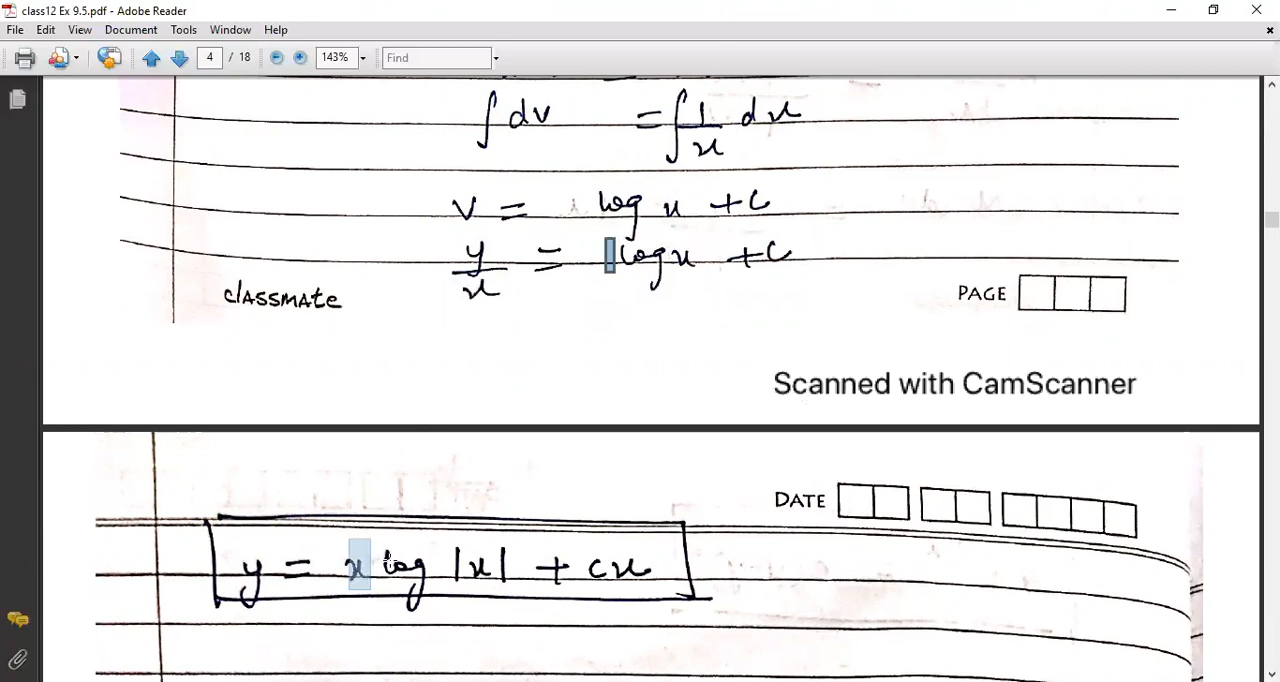 class12 Ex 9.5.pdf - Adobe Reader
File Edit View Document Tools Window Help
4 / 18 143% Find
∫ dv = ∫ 1/x dx
v = log x + c
y/x = log x + c
classmate
PAGE
Scanned with CamScanner
DATE
y = x log |x| + cx